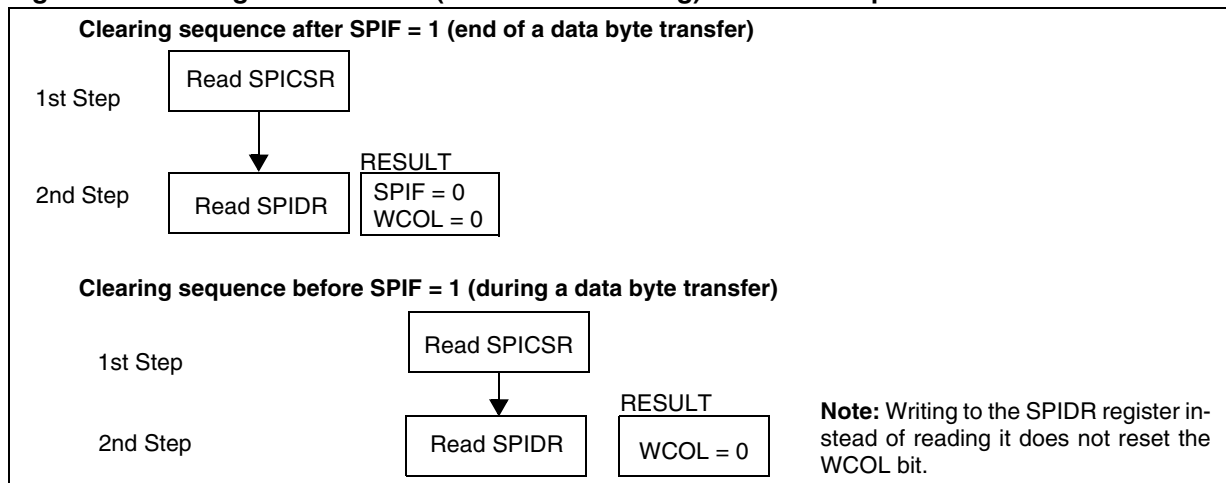 Clearing sequence after SPIF = 1 (end of a data byte transfer)
1st Step
Read SPICSR
RESULT
2nd Step
Read SPIDR
SPIF = 0
WCOL = 0
Clearing sequence before SPIF = 1 (during a data byte transfer)
1st Step
Read SPICSR
RESULT
2nd Step
Read SPIDR
WCOL = 0
Note: Writing to the SPIDR register in-
stead of reading it does not reset the
WCOL bit.